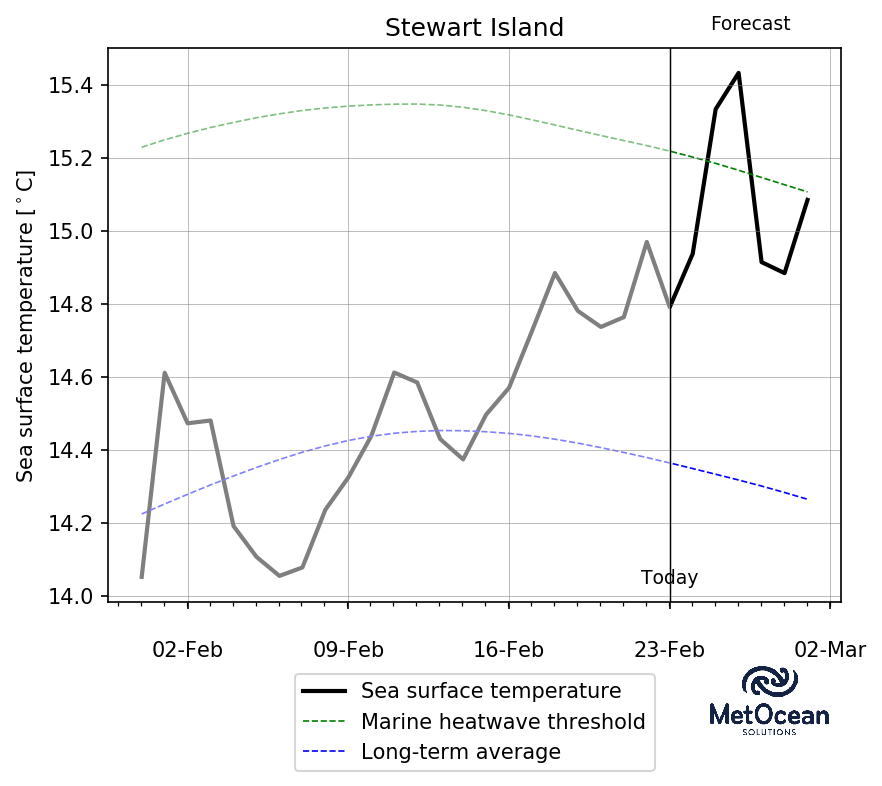 Stewart Island
Forecast
Sea surface temperature [°C]
15.4
15.2
15.0
14.8
14.6
14.4
14.2
14.0
Today
02-Feb
09-Feb
16-Feb
23-Feb
02-Mar
Sea surface temperature
Marine heatwave threshold
Long-term average
MetOcean
SOLUTIONS